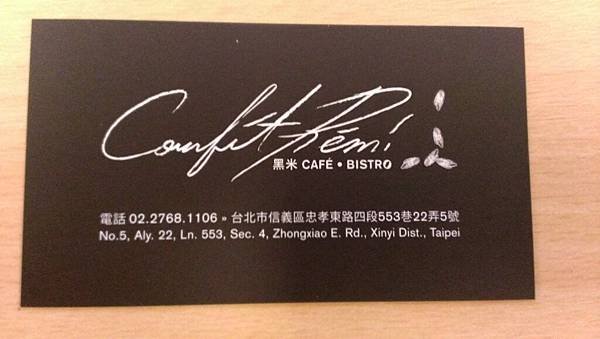 Comfit Rémi
黑米 CAFÉ • BISTRO
電話 02.2768.1106 » 台北市信義區忠孝東路四段553巷22弄5號
No.5, Aly. 22, Ln. 553, Sec. 4, Zhongxiao E. Rd., Xinyi Dist., Taipei